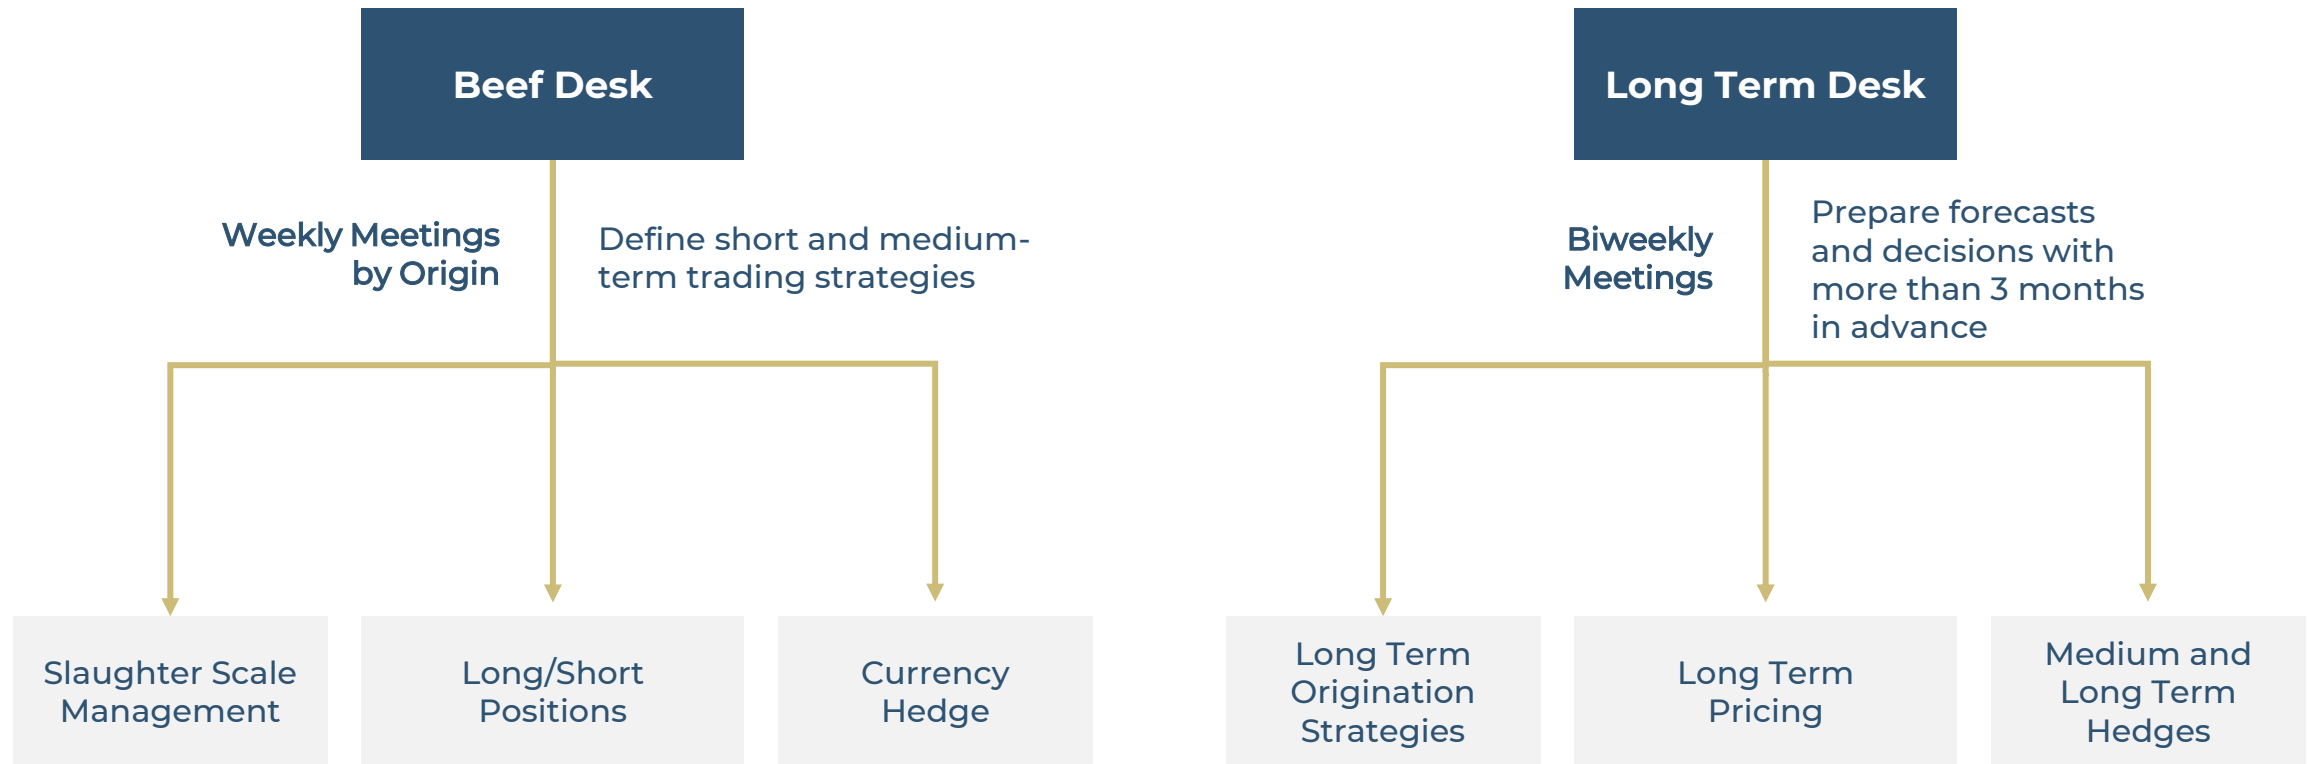 Beef Desk
Weekly Meetings
by Origin
Define short and medium-
term trading strategies
Slaughter Scale
Management
Long/Short
Positions
Currency
Hedge
Long Term Desk
Biweekly
Meetings
Prepare forecasts
and decisions with
more than 3 months
in advance
Long Term
Origination
Strategies
Long Term
Pricing
Medium and
Long Term
Hedges